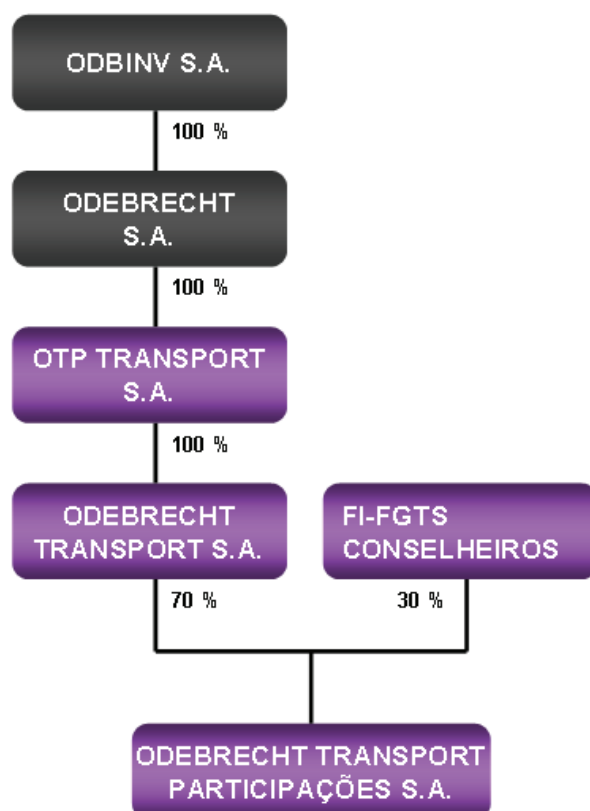 ODBINV S.A.
100 %
ODEBRECHT
S.A.
100 %
OTP TRANSPORT
S.A.
100 %
ODEBRECHT
TRANSPORT S.A.
70 %
FI-FGTS
CONSELHEIROS
30 %
ODEBRECHT TRANSPORT
PARTICIPAÇÕES S.A.